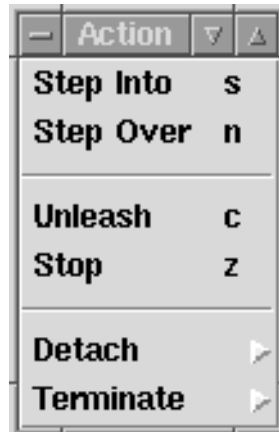 Action
Step Into s
Step Over n
Unleash c
Stop z
Detach
Terminate